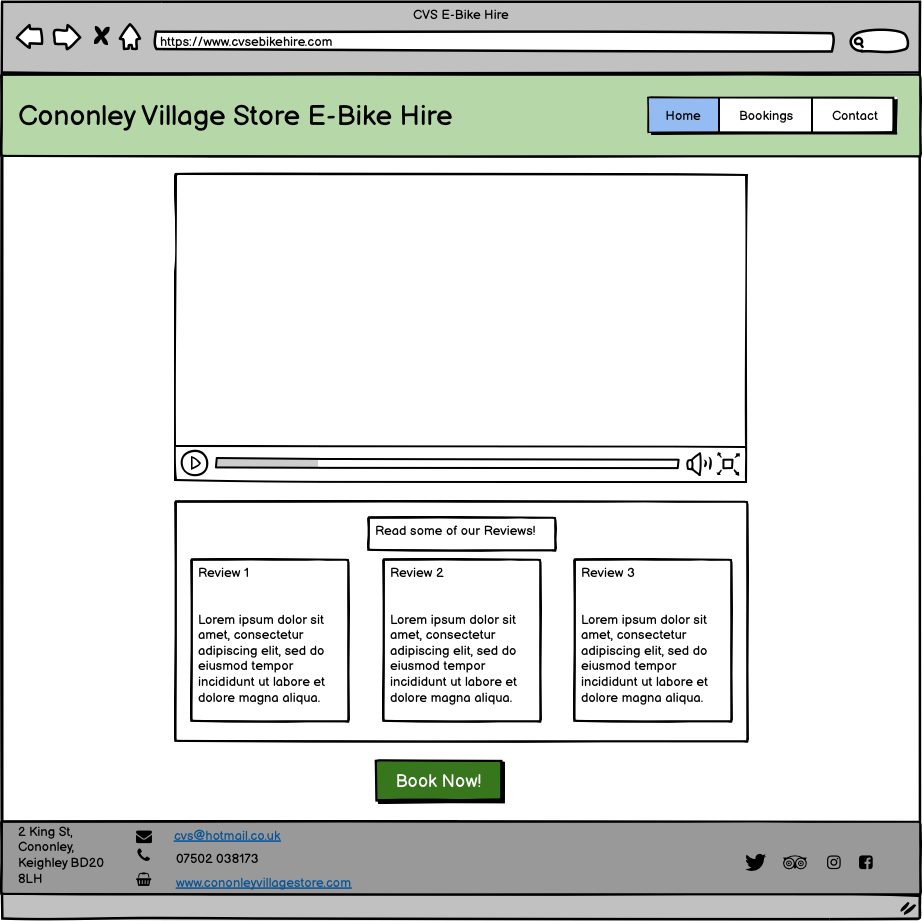 CVS E-Bike Hire
https://www.cvsebikehire.com
Cononley Village Store E-Bike Hire
Home
Bookings
Contact
Read some of our Reviews!
Review 1
Lorem ipsum dolor sit
amet, consectetur
adipiscing elit, sed do
eiusmod tempor
incididunt ut labore et
dolore magna aliqua.
Review 2
Lorem ipsum dolor sit
amet, consectetur
adipiscing elit, sed do
eiusmod tempor
incididunt ut labore et
dolore magna aliqua.
Review 3
Lorem ipsum dolor sit
amet, consectetur
adipiscing elit, sed do
eiusmod tempor
incididunt ut labore et
dolore magna aliqua.
Book Now!
2 King St,
Cononley,
Keighley BD20
8LH
cvs@hotmail.co.uk
07502 038173
www.cononleyvillagestore.com